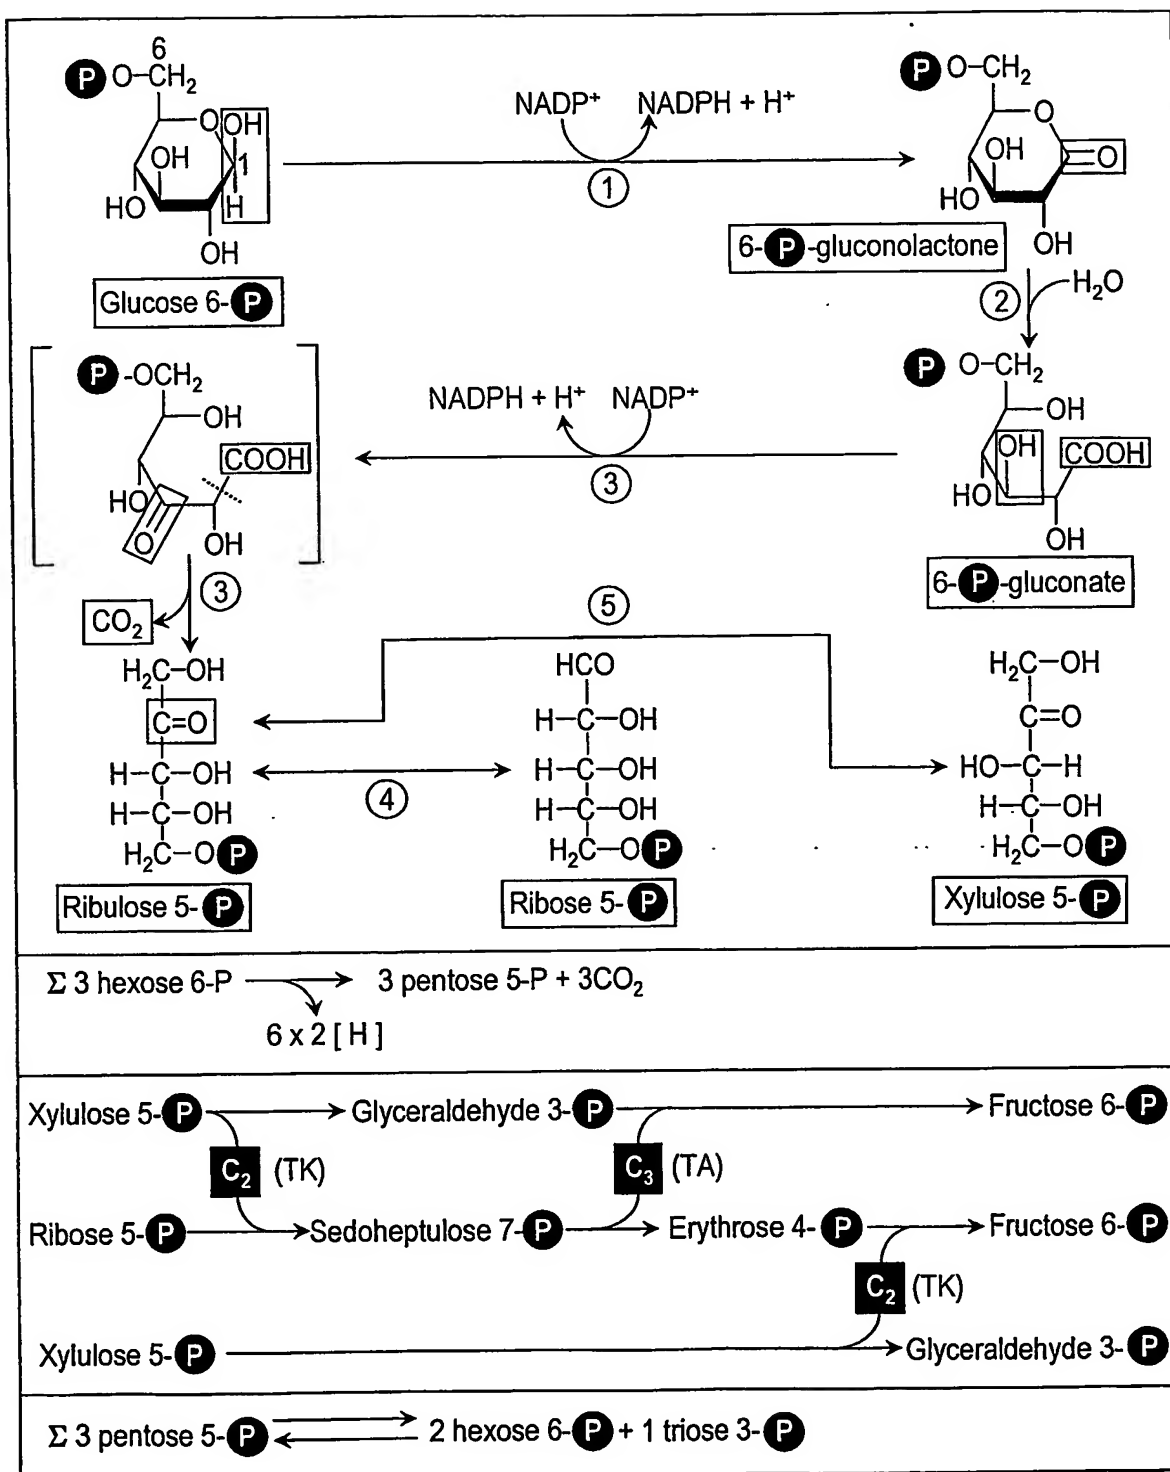 6
P O–CH₂
O OH
OH 1
HO H
OH
Glucose 6-P
NADP⁺ NADPH + H⁺
1
P O–CH₂
O
OH O
HO
OH
6-P-gluconolactone
2 H₂O
P -OCH₂
OH
COOH
HO
O OH
NADPH + H⁺ NADP⁺
3
P O–CH₂
OH
OH COOH
HO
OH
6-P-gluconate
3
CO₂
5
H₂C–OH
C=O
H–C–OH
H–C–OH
H₂C–O P
Ribulose 5-P
4
HCO
H–C–OH
H–C–OH
H–C–OH
H₂C–O P
Ribose 5-P
H₂C–OH
C=O
HO–C–H
H–C–OH
H₂C–O P
Xylulose 5-P
Σ 3 hexose 6-P 3 pentose 5-P + 3CO₂
6 x 2 [ H ]
Xylulose 5-P Glyceraldehyde 3-P Fructose 6-P
C₂ (TK) C₃ (TA)
Ribose 5-P Sedoheptulose 7-P Erythrose 4-P Fructose 6-P
C₂ (TK)
Xylulose 5-P Glyceraldehyde 3-P
Σ 3 pentose 5-P 2 hexose 6-P + 1 triose 3-P